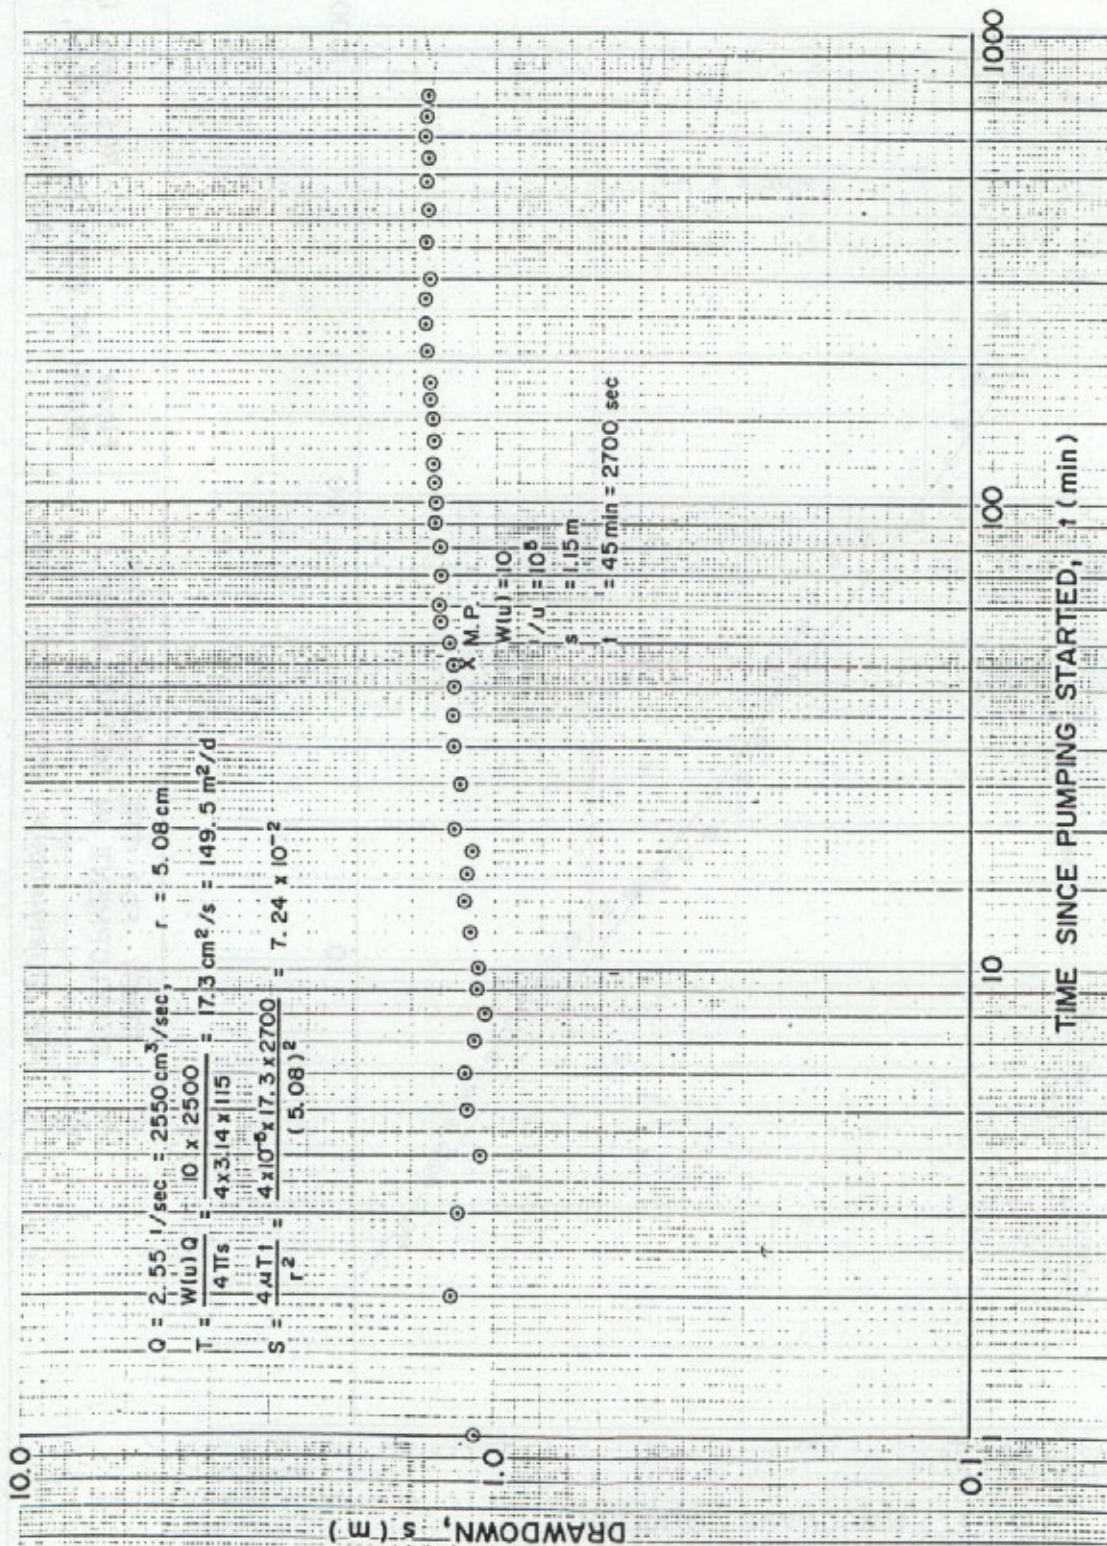 Q = 2.55 l/sec. = 2550 cm³/sec, r = 5.08 cm
T = W(u)Q / 4πs = 10 x 2500 / 4x3.14x115 = 17.3 cm²/s = 149.5 m²/d
S = 4μTt / r² = 4x10⁻⁵x17.3x2700 / (5.08)² = 7.24 x 10⁻²
X M.P.
W(u) = 10
1/u = 10⁵
s = 1.15 m
t = 45 min = 2700 sec
10.0
1.0
0.1
DRAWDOWN, s (m)
1
10
100
1000
TIME SINCE PUMPING STARTED, t (min)